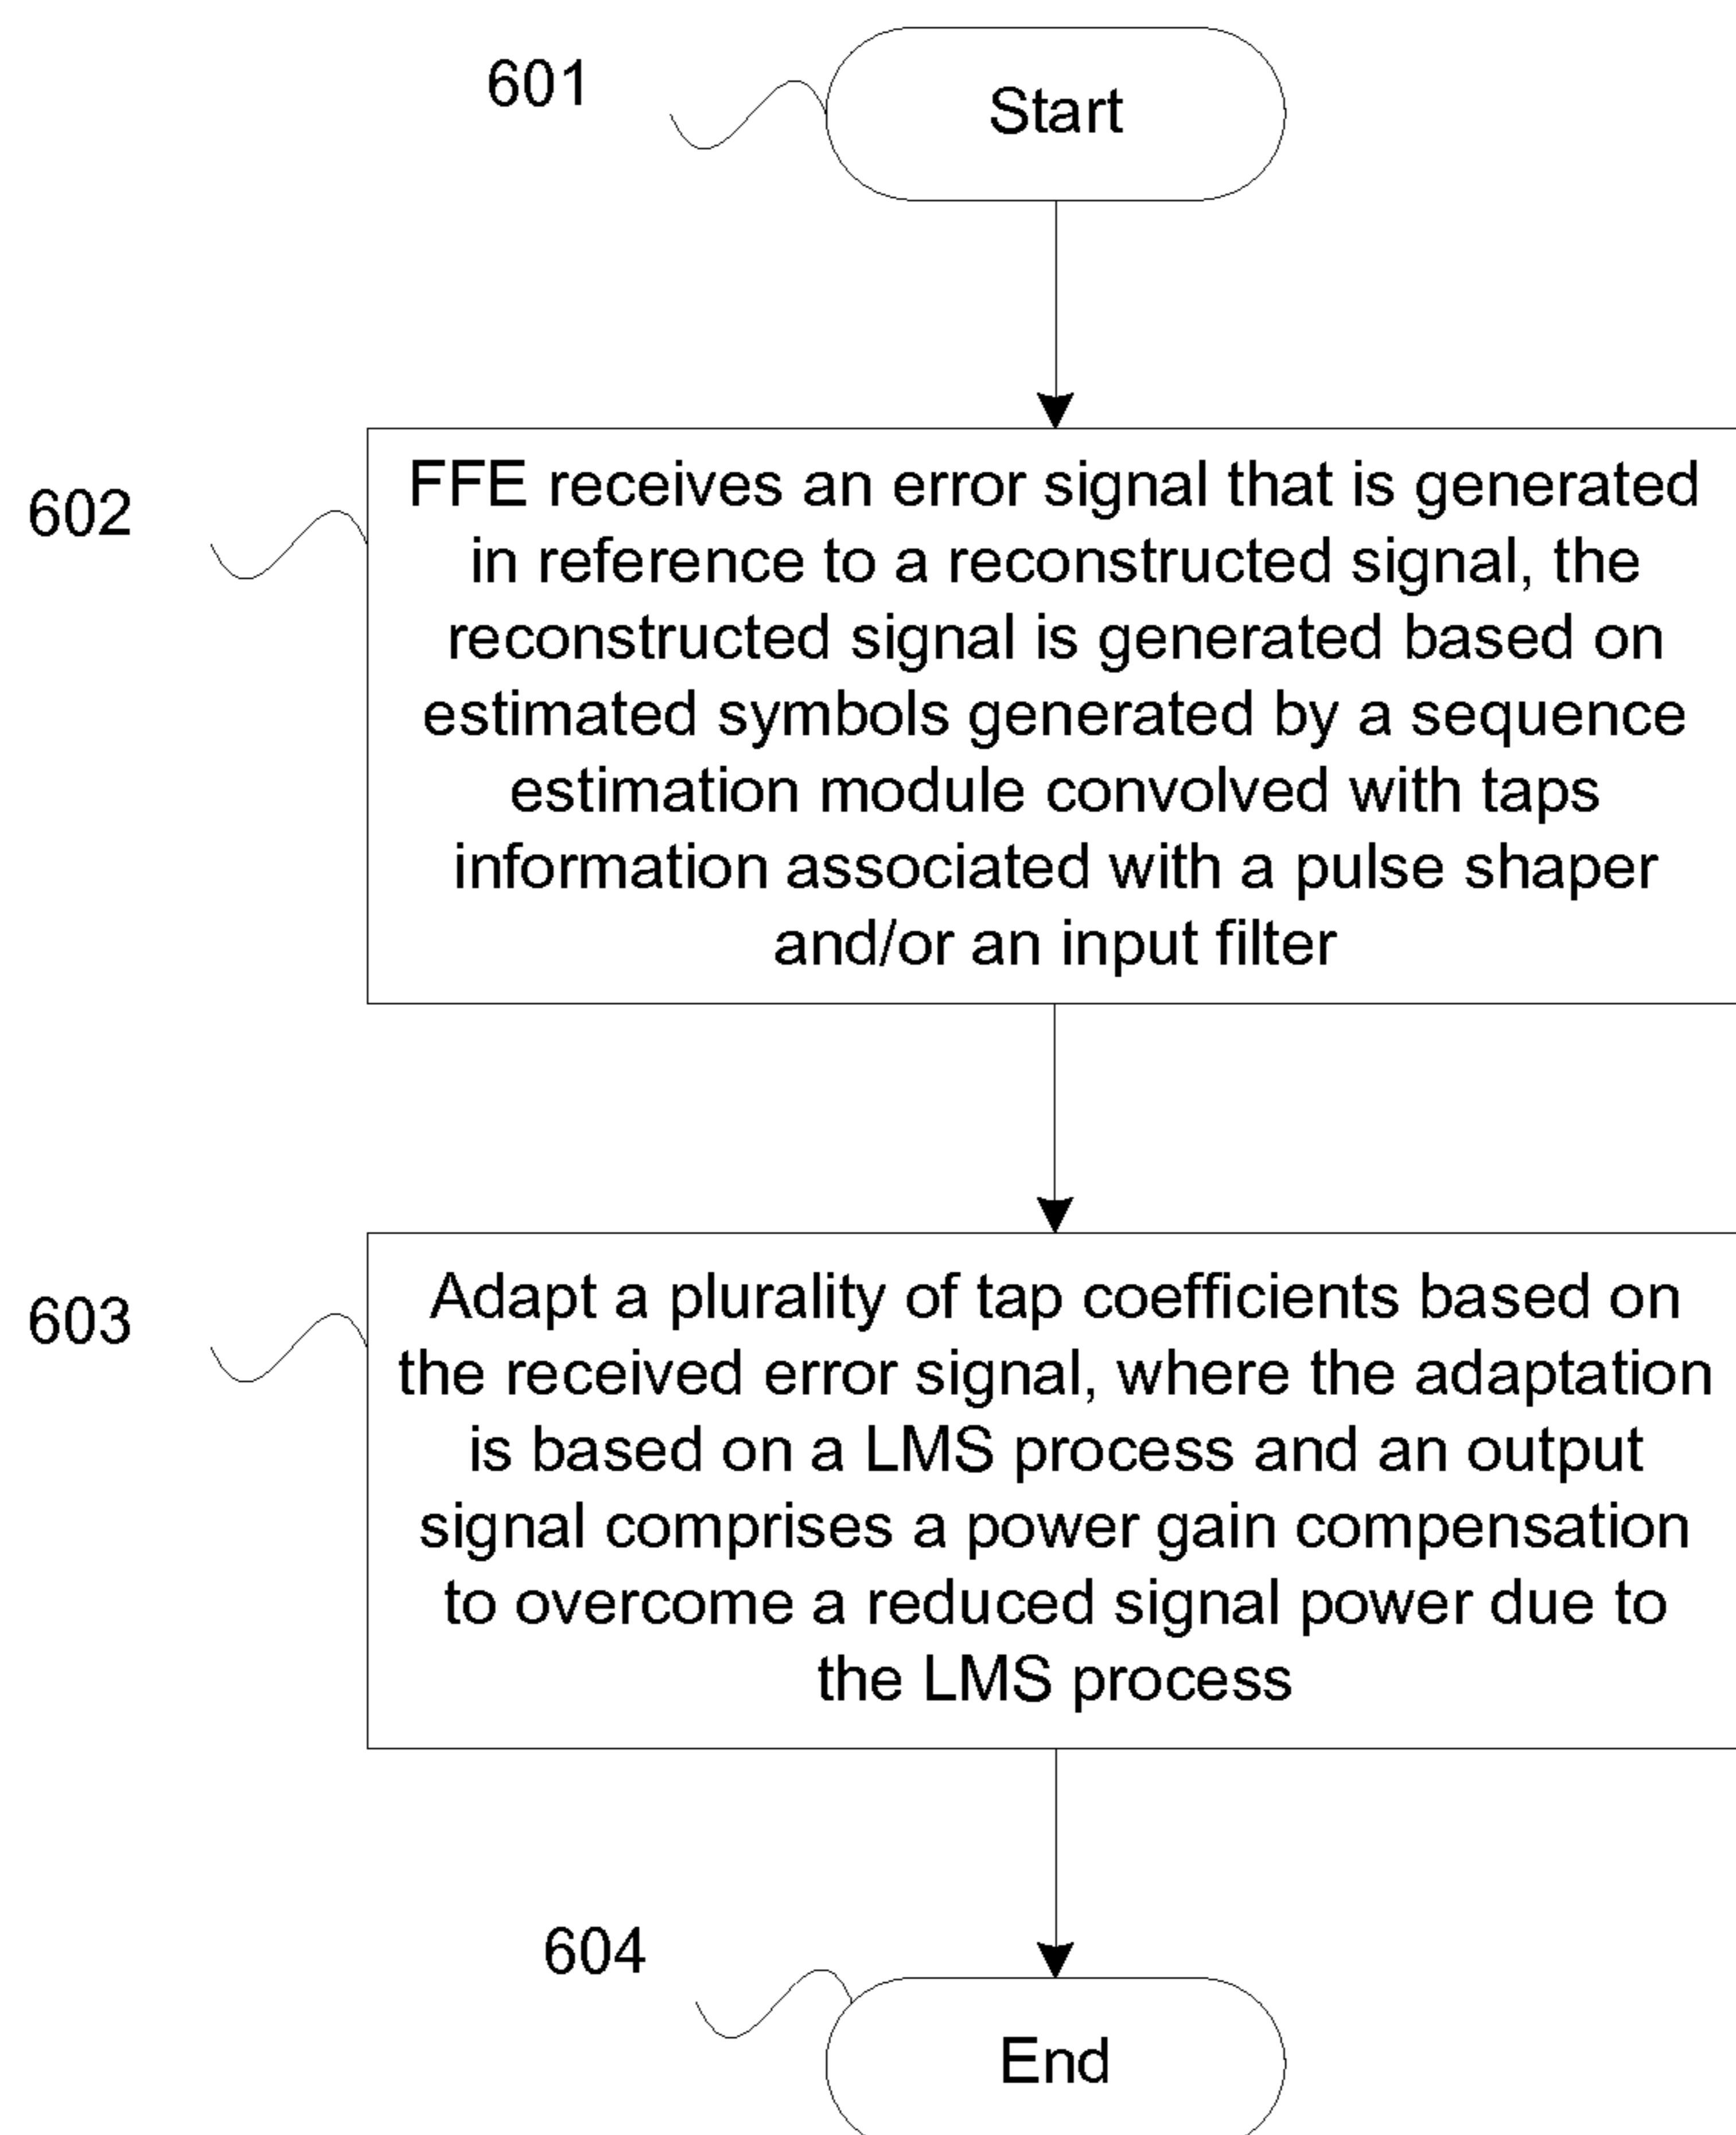 601
Start
602
FFE receives an error signal that is generated
in reference to a reconstructed signal, the
reconstructed signal is generated based on
estimated symbols generated by a sequence
estimation module convolved with taps
information associated with a pulse shaper
and/or an input filter
603
Adapt a plurality of tap coefficients based on
the received error signal, where the adaptation
is based on a LMS process and an output
signal comprises a power gain compensation
to overcome a reduced signal power due to
the LMS process
604
End